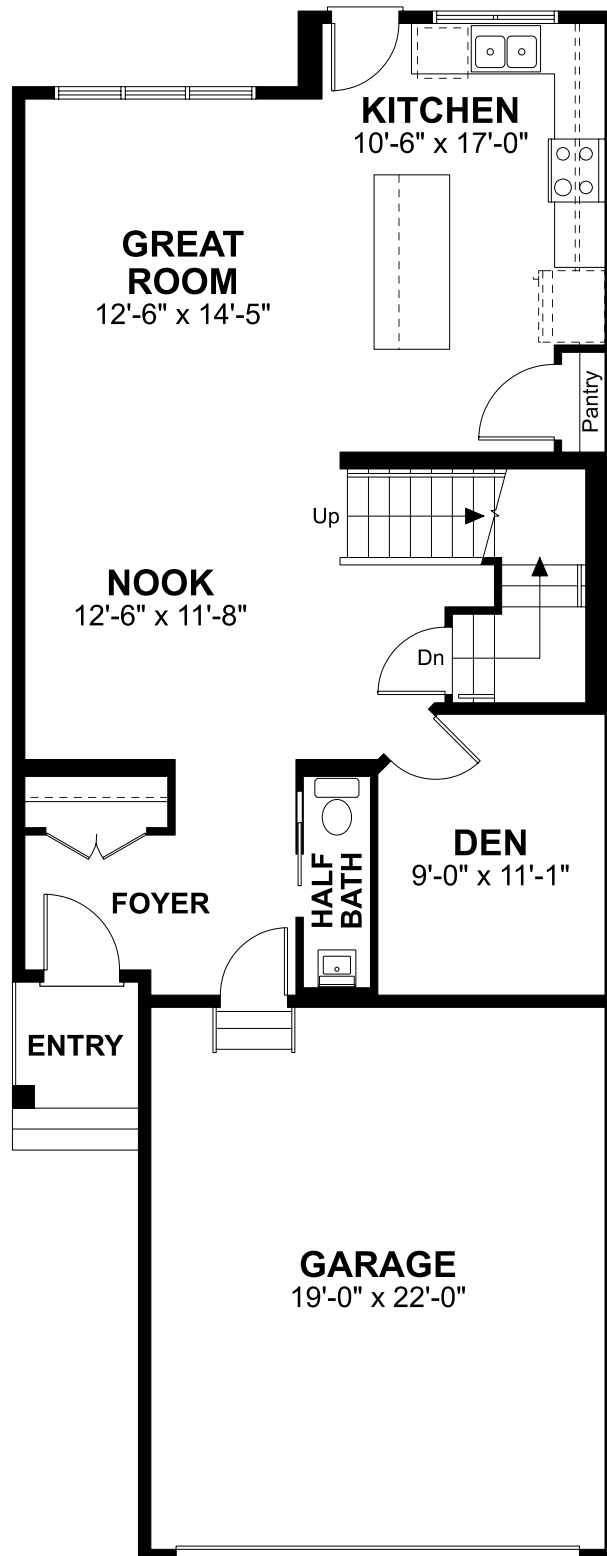 KITCHEN
10'-6" x 17'-0"
GREAT
ROOM
12'-6" x 14'-5"
Pantry
Up
NOOK
12'-6" x 11'-8"
Dn
DEN
9'-0" x 11'-1"
HALF
BATH
FOYER
ENTRY
GARAGE
19'-0" x 22'-0"